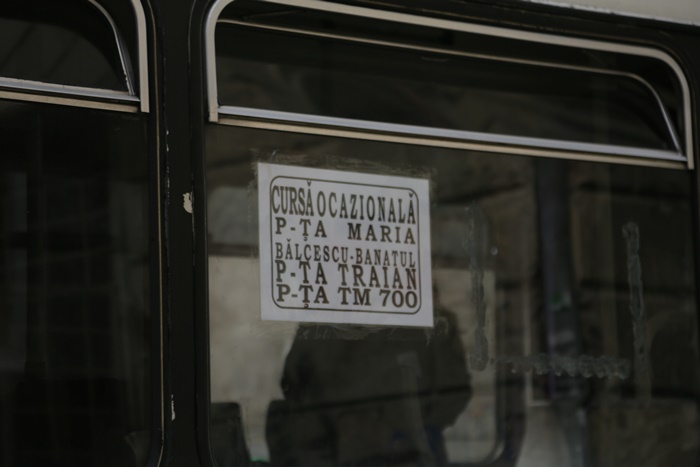 CURSĂ OCAZIONALĂ
P-ȚA MARIA
BĂLCESCU-BANATUL
P-ȚA TRAIAN
P-ȚA TM 700